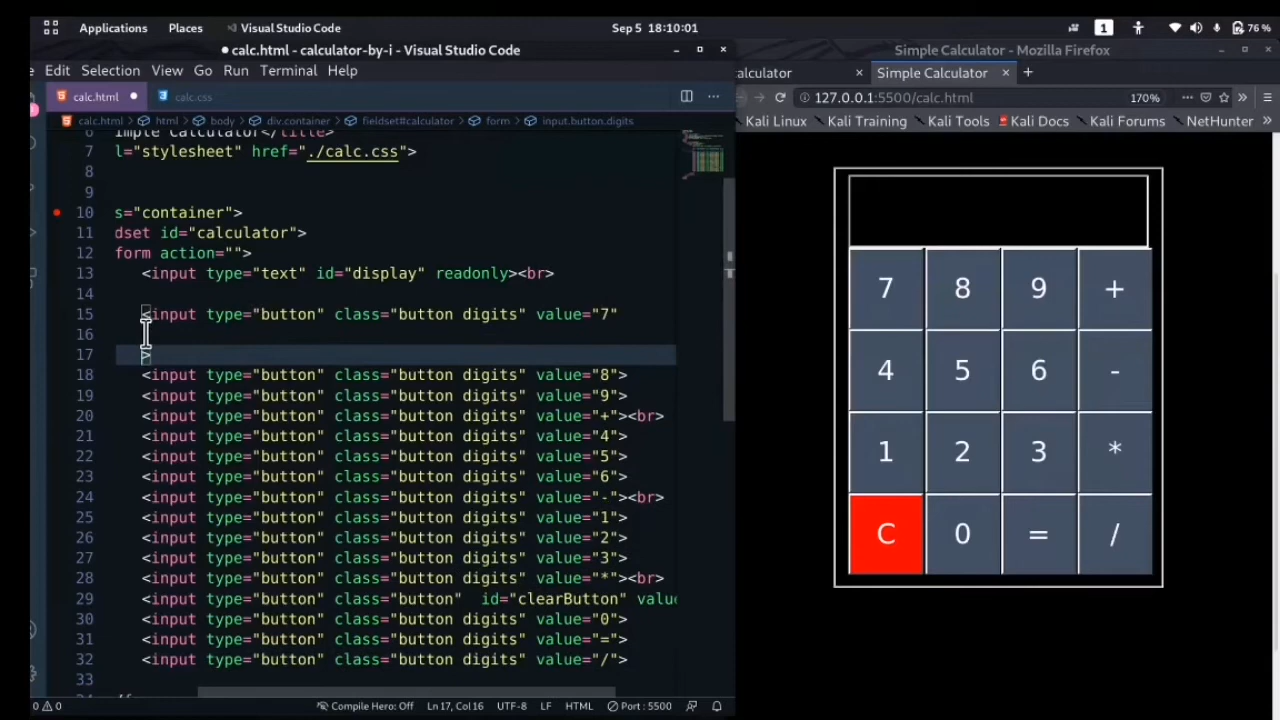 Applications Places Visual Studio Code Sep 5 18:10:01 1 76 %
calc.html - calculator-by-i - Visual Studio Code
Edit Selection View Go Run Terminal Help
calc.html calc.css
calc.html > html > body > div.container > fieldset#calculator > form > input.button.digits
6 imple Calculator</title>
7 l="stylesheet" href="./calc.css">
8
9
10 s="container">
11 dset id="calculator">
12 form action="">
13 <input type="text" id="display" readonly><br>
14
15 <input type="button" class="button digits" value="7"
16
17 >
18 <input type="button" class="button digits" value="8">
19 <input type="button" class="button digits" value="9">
20 <input type="button" class="button digits" value="+"><br>
21 <input type="button" class="button digits" value="4">
22 <input type="button" class="button digits" value="5">
23 <input type="button" class="button digits" value="6">
24 <input type="button" class="button digits" value="-"><br>
25 <input type="button" class="button digits" value="1">
26 <input type="button" class="button digits" value="2">
27 <input type="button" class="button digits" value="3">
28 <input type="button" class="button digits" value="*"><br>
29 <input type="button" class="button"  id="clearButton" value
30 <input type="button" class="button digits" value="0">
31 <input type="button" class="button digits" value="=">
32 <input type="button" class="button digits" value="/">
33
0 0 Compile Hero: Off Ln 17, Col 16 UTF-8 LF HTML Port : 5500
Simple Calculator - Mozilla Firefox
alculator × Simple Calculator × +
127.0.0.1:5500/calc.html 170%
Kali Linux Kali Training Kali Tools Kali Docs Kali Forums NetHunter
7 8 9 +
4 5 6 -
1 2 3 *
C 0 = /